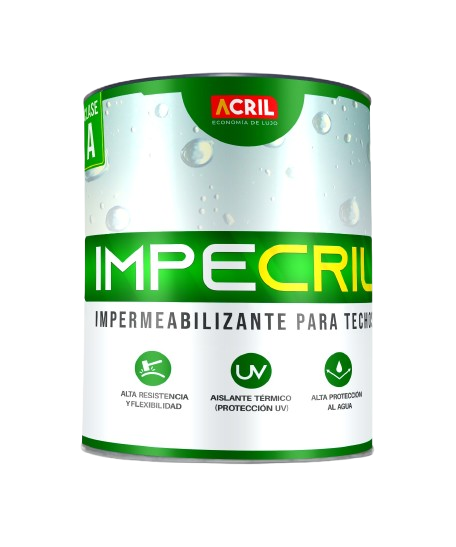 ACRIL
ECONOMÍA DE LUJO
CLASE
A
IMPECRIL
IMPERMEABILIZANTE PARA TECHOS
ALTA RESISTENCIA
Y FLEXIBILIDAD
UV
AISLANTE TÉRMICO
(PROTECCIÓN UV)
ALTA PROTECCIÓN
AL AGUA